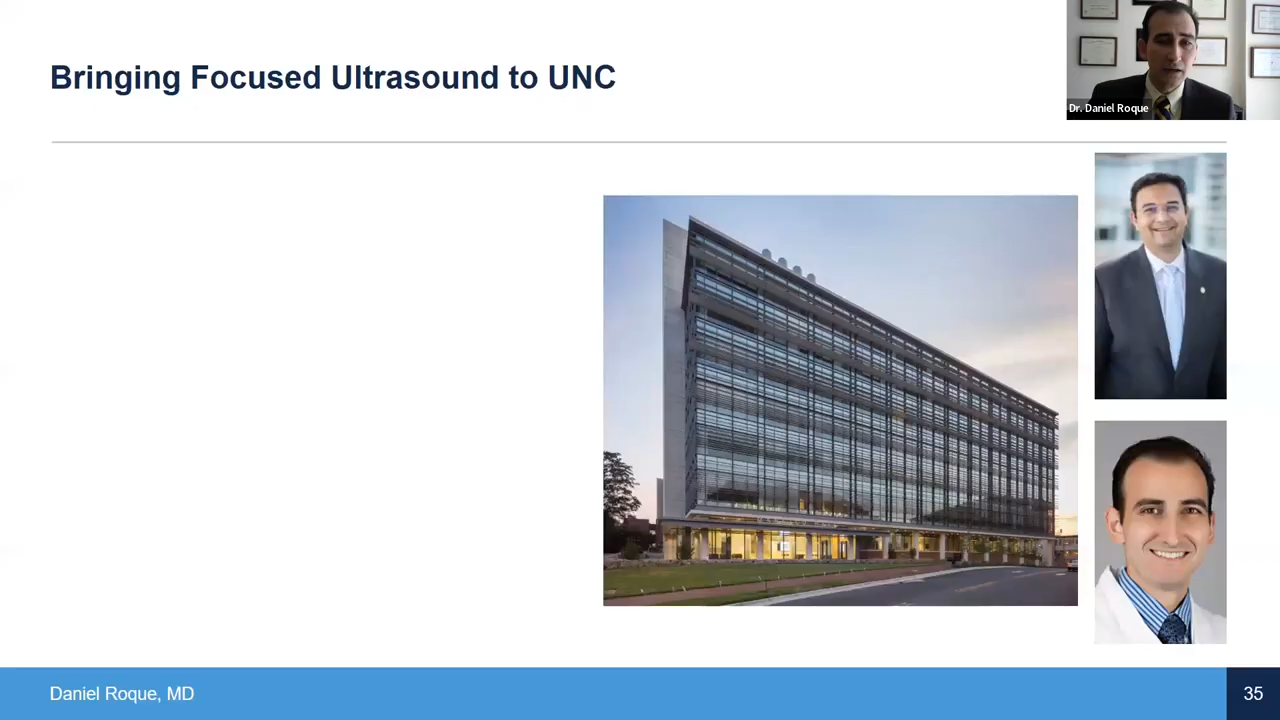 Bringing Focused Ultrasound to UNC
Dr. Daniel Roque
Daniel Roque, MD
35